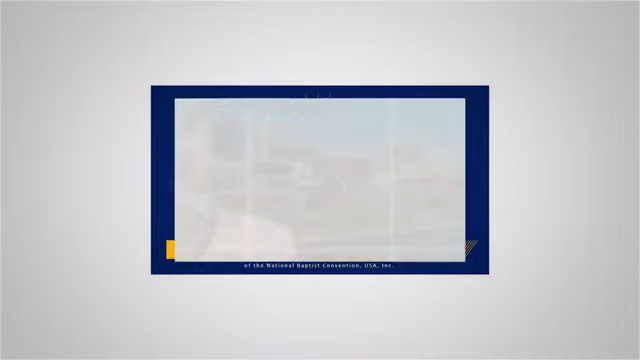 of the National Baptist Convention, USA, Inc.